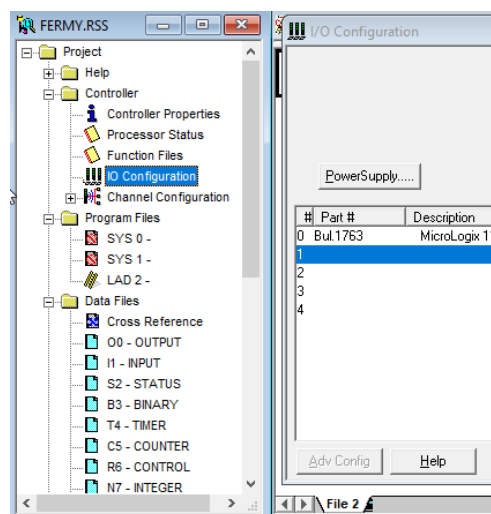 FERMY.RSS
Project
Help
Controller
Controller Properties
Processor Status
Function Files
IO Configuration
Channel Configuration
Program Files
SYS 0 -
SYS 1 -
LAD 2 -
Data Files
Cross Reference
O0 - OUTPUT
I1 - INPUT
S2 - STATUS
B3 - BINARY
T4 - TIMER
C5 - COUNTER
R6 - CONTROL
N7 - INTEGER
I/O Configuration
PowerSupply.....
# Part # Description
0 Bul.1763 MicroLogix 1
1
2
3
4
Adv Config Help
File 2